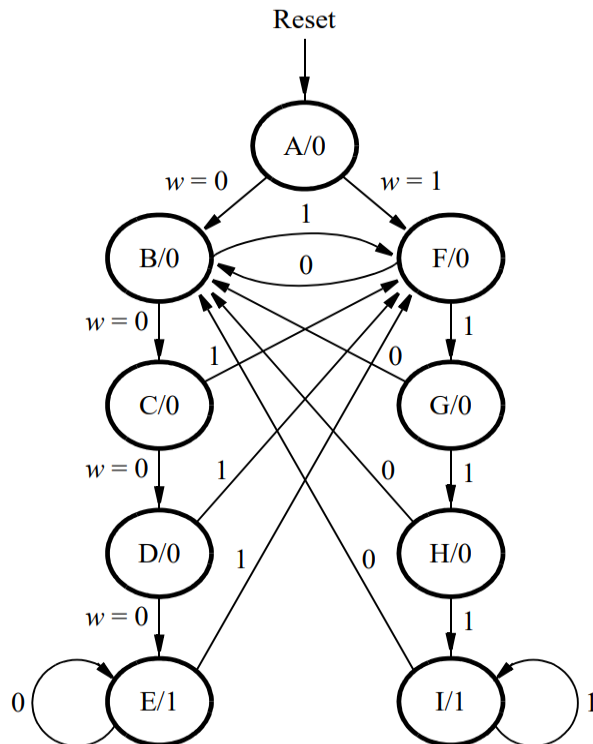 Reset
A/0
w = 0 w = 1
1
B/0 0 F/0
w = 0 1
1 0
C/0 G/0
w = 0 1
1 0
D/0 H/0
w = 0 1
1 0
0 E/1 I/1 1